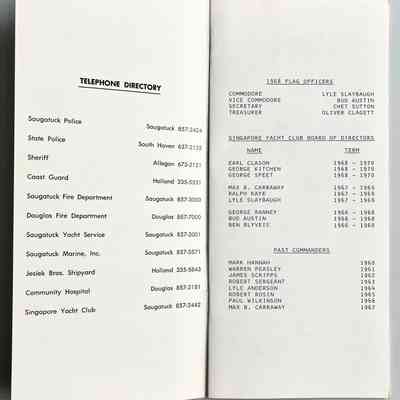 TELEPHONE DIRECTORY
Saugatuck Police Saugatuck 857-2424
State Police South Haven 637-2132
Sheriff Allegan 673-2131
Coast Guard Holland 335-5531
Saugatuck Fire Department Saugatuck 857-3000
Douglas Fire Department Douglas 857-7000
Saugatuck Yacht Service Saugatuck 857-3001
Saugatuck Marine, Inc. Saugatuck 857-5571
Jesiek Bros. Shipyard Holland 335-5843
Community Hospital Douglas 857-2181
Singapore Yacht Club Saugatuck 857-2442
1968 FLAG OFFICERS
COMMODORE LYLE SLAYBAUGH
VICE COMMODORE BUD AUSTIN
SECRETARY CHET SUTTON
TREASURER OLIVER CLAGETT
SINGAPORE YACHT CLUB BOARD OF DIRECTORS
NAME TERM
EARL CLASON 1968 - 1970
GEORGE KITCHEN 1968 - 1970
GEORGE SPEET 1968 - 1970
MAX B. CARRAWAY 1967 - 1969
RALPH KAYE 1967 - 1969
LYLE SLAYBAUGH 1967 - 1969
GEORGE RANNEY 1966 - 1968
BUD AUSTIN 1966 - 1968
BEN BLYVEIS 1966 - 1968
PAST COMMANDERS
MARK HANNAH 1960
WARREN PEASLEY 1961
JAMES SCRIPPS 1962
ROBERT SERGEANT 1963
LYLE ANDERSON 1964
ROBERT ROSIN 1965
PAUL WILKINSON 1966
MAX B. CARRAWAY 1967